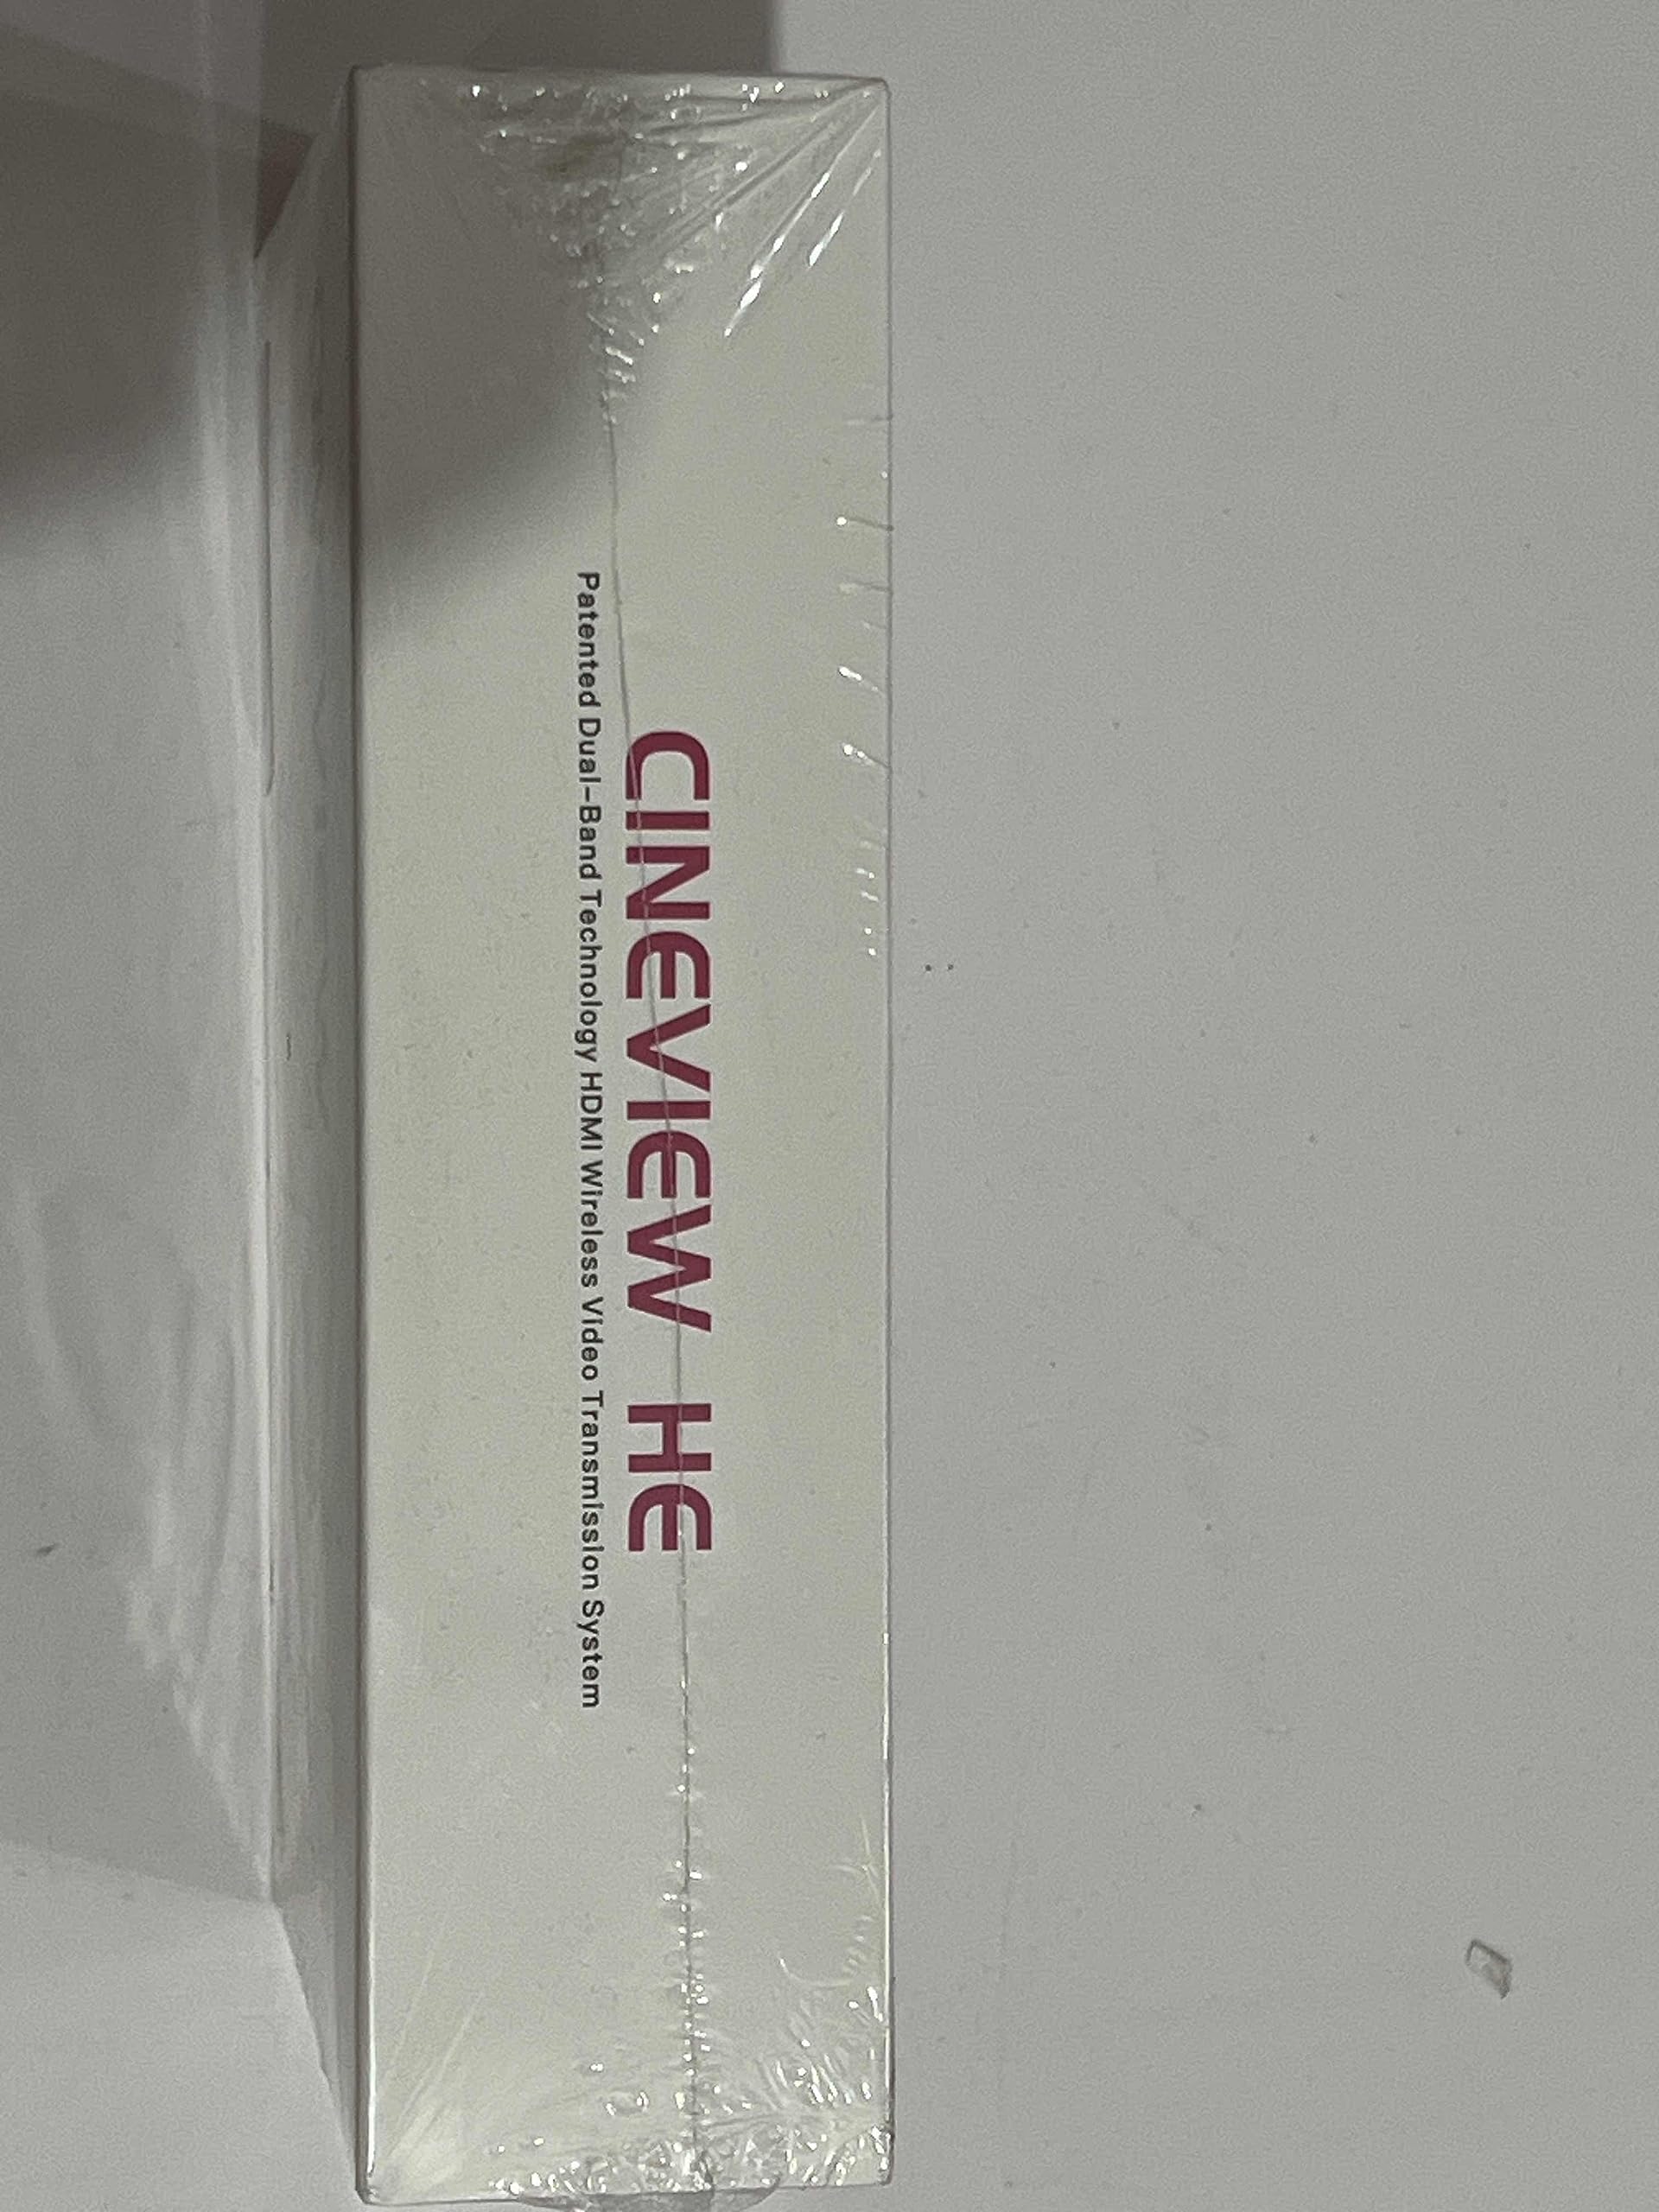 CINEVIEW HE
Patented Dual-Band Technology HDMI Wireless Video Transmission System